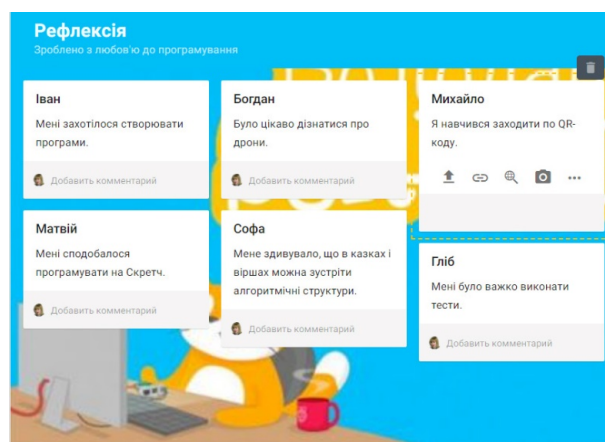 Рефлексія
Зроблено з любов'ю до програмування
Іван
Мені захотілося створювати
програми.
Добавить комментарий
Богдан
Було цікаво дізнатися про
дрони.
Добавить комментарий
Михайло
Я навчився заходити по QR-
коду.
Матвій
Мені сподобалося
програмувати на Скретч.
Добавить комментарий
Софа
Мене здивувало, що в казках і
віршах можна зустріти
алгоритмічні структури.
Добавить комментарий
Гліб
Мені було важко виконати
тести.
Добавить комментарий